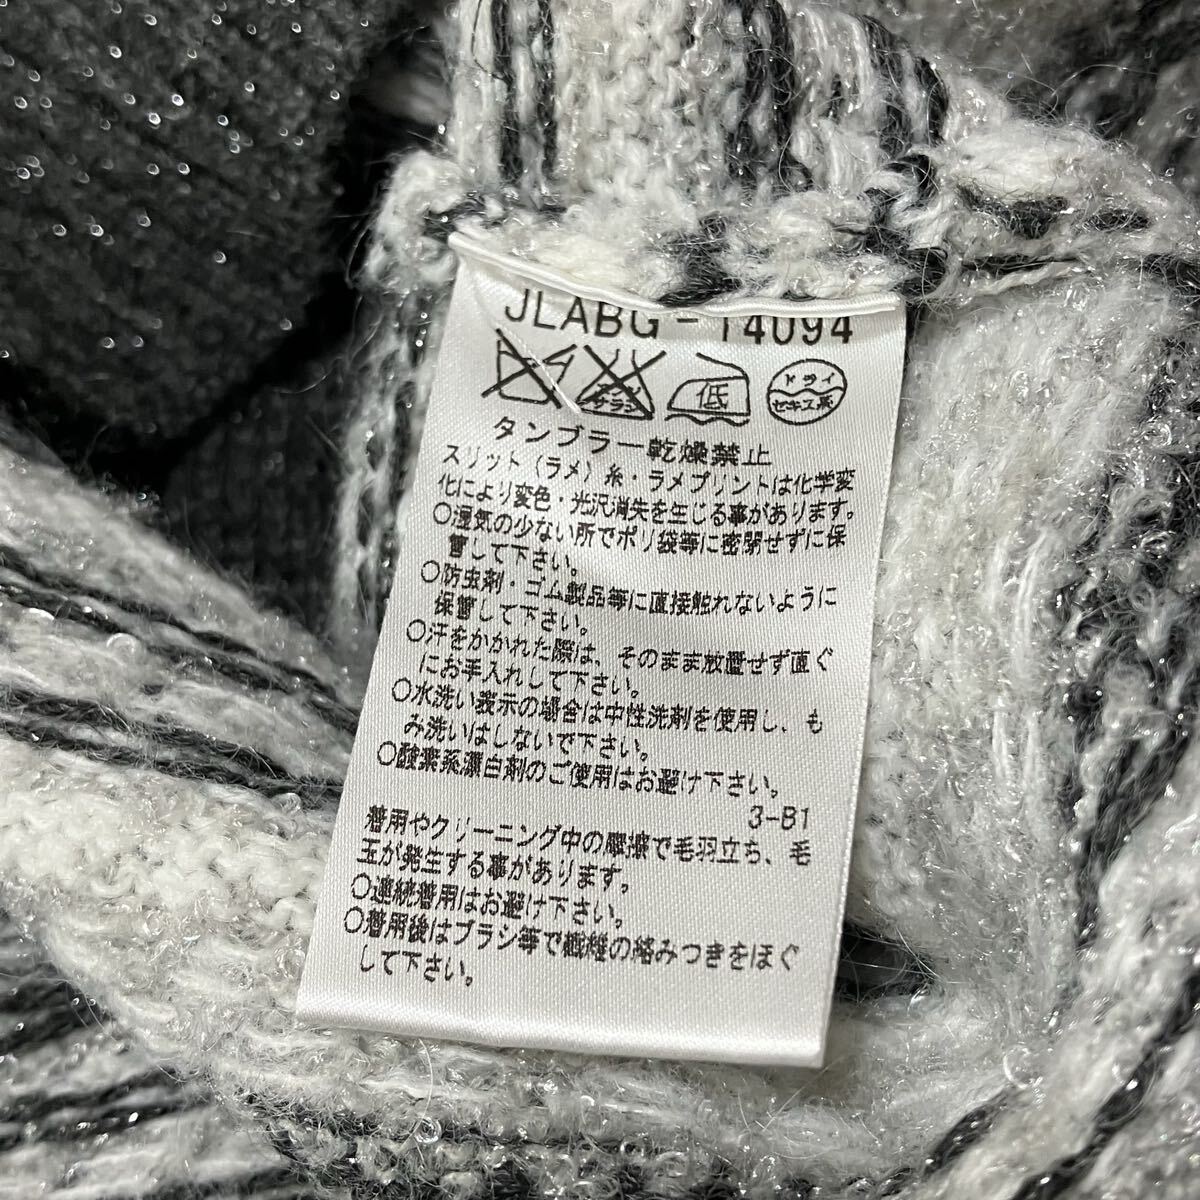 JLABG-14094
低
ドライ
セキユ系
タンブラー乾燥禁止
スリット(ラメ)糸・ラメプリントは化学変
化により変色・光沢消失を生じる事があります。
○湿気の少ない所でポリ袋等に密閉せずに保
管して下さい。
○防虫剤・ゴム製品等に直接触れないように
保管して下さい。
○汗をかかれた際は、そのまま放置せず直ぐ
にお手入れして下さい。
○水洗い表示の場合は中性洗剤を使用し、も
み洗いはしないで下さい。
○酸素系漂白剤のご使用はお避け下さい。
3-B1
着用やクリーニング中の摩擦で毛羽立ち、毛
玉が発生する事があります。
○連続着用はお避け下さい。
○着用後はブラシ等で繊維の絡みつきをほぐ
して下さい。